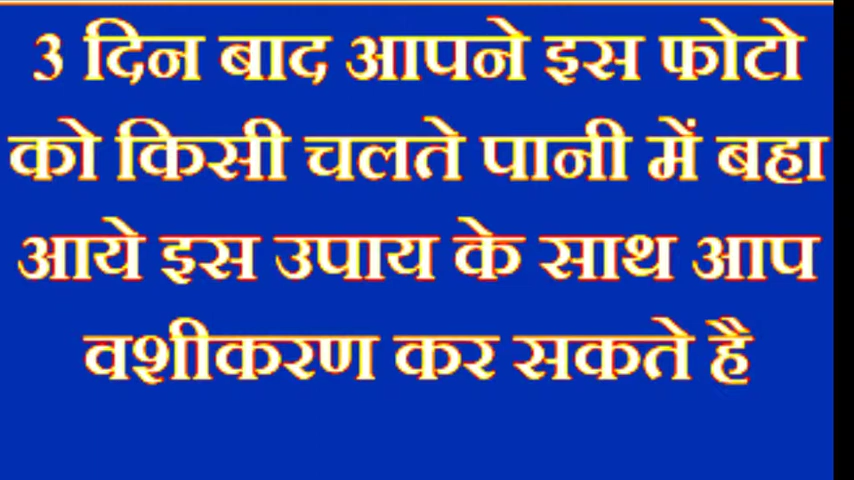 3 दिन बाद आपने इस फोटो
को किसी चलते पानी में बहा
आये इस उपाय के साथ आप
वशीकरण कर सकते है